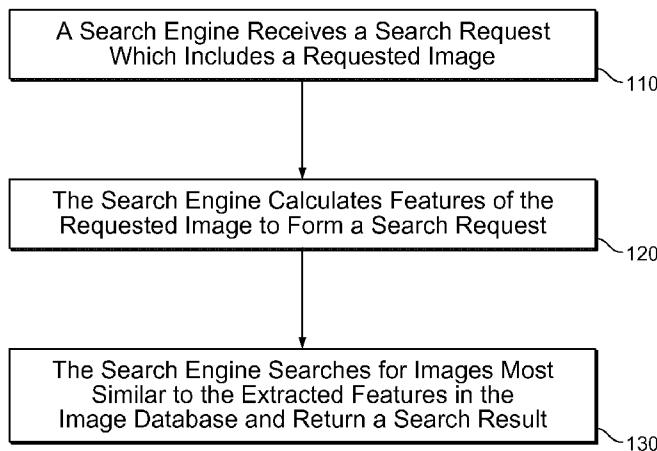 A Search Engine Receives a Search Request
Which Includes a Requested Image
110
The Search Engine Calculates Features of the
Requested Image to Form a Search Request
120
The Search Engine Searches for Images Most
Similar to the Extracted Features in the
Image Database and Return a Search Result
130